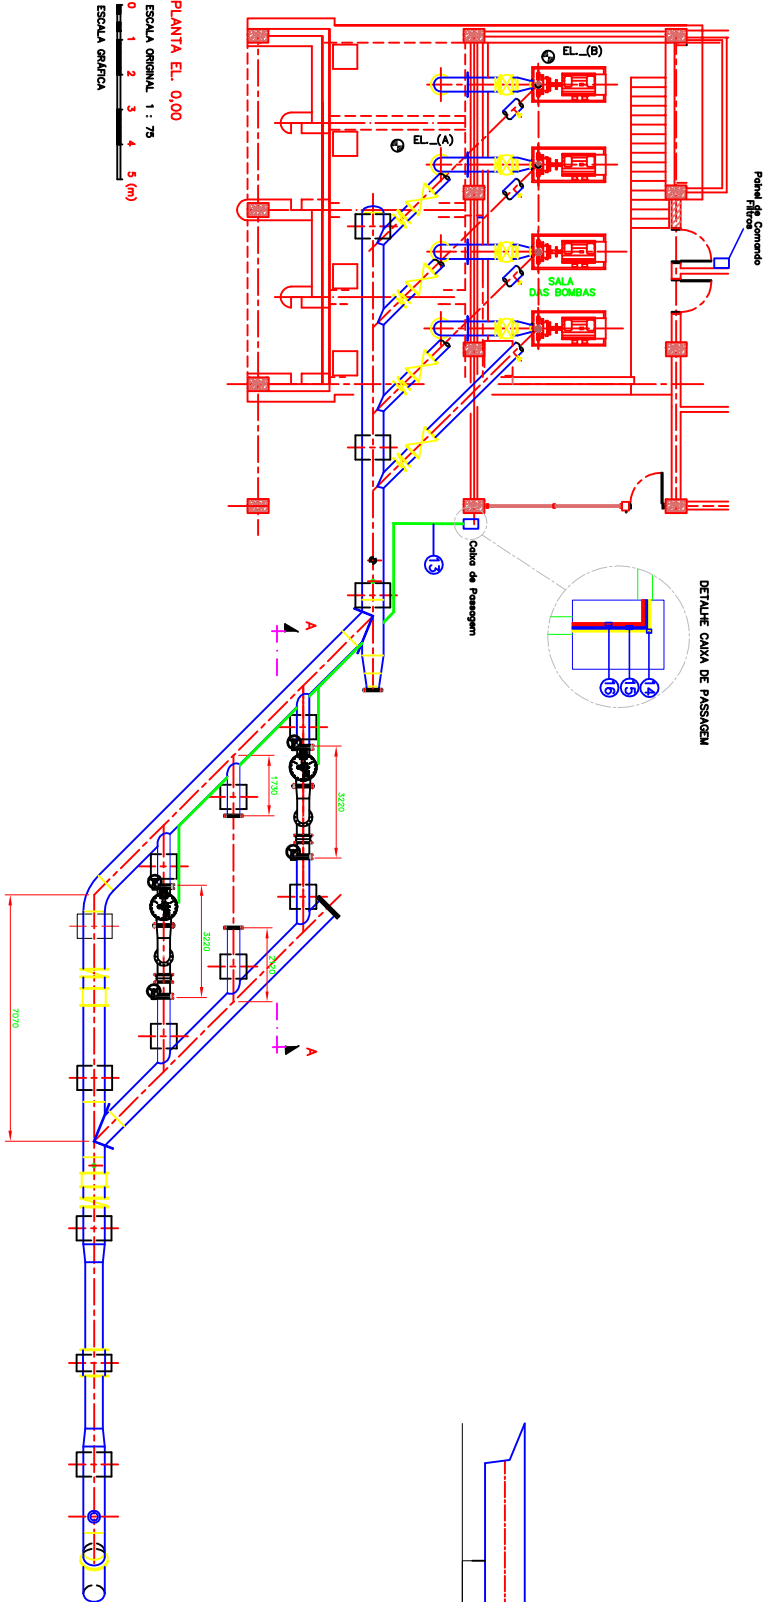 PLANTA EL. 0,00
ESCALA ORIGINAL 1 : 75
0 1 2 3 4 5 (m)
ESCALA GRÁFICA
EL._(B)
EL._(A)
SALA
DAS BOMBAS
Painel de Comando
Filtros
Caixa de Passagem
13
DETALHE CAIXA DE PASSAGEM
14
15
16
A
1730
3220
3220
2120
A
7070